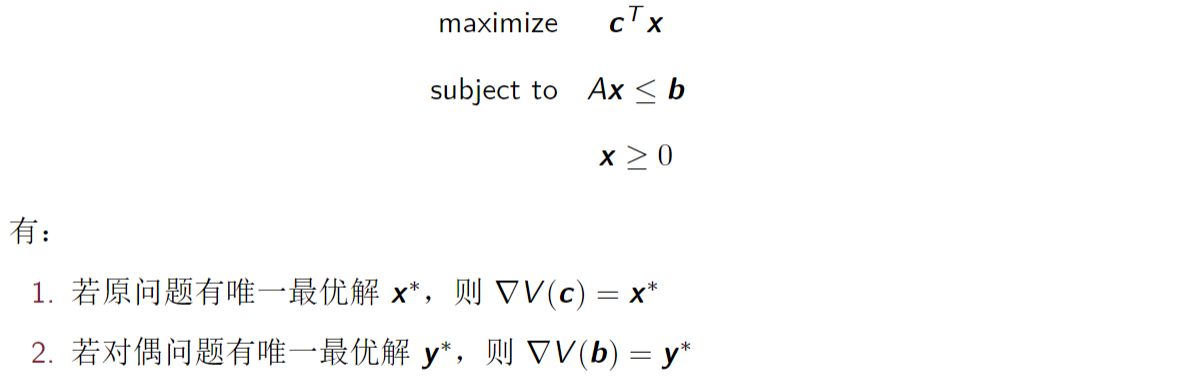 maximize c^T x
subject to Ax ≤ b
x ≥ 0
有：
1. 若原问题有唯一最优解 x*，则 ∇V(c) = x*
2. 若对偶问题有唯一最优解 y*，则 ∇V(b) = y*